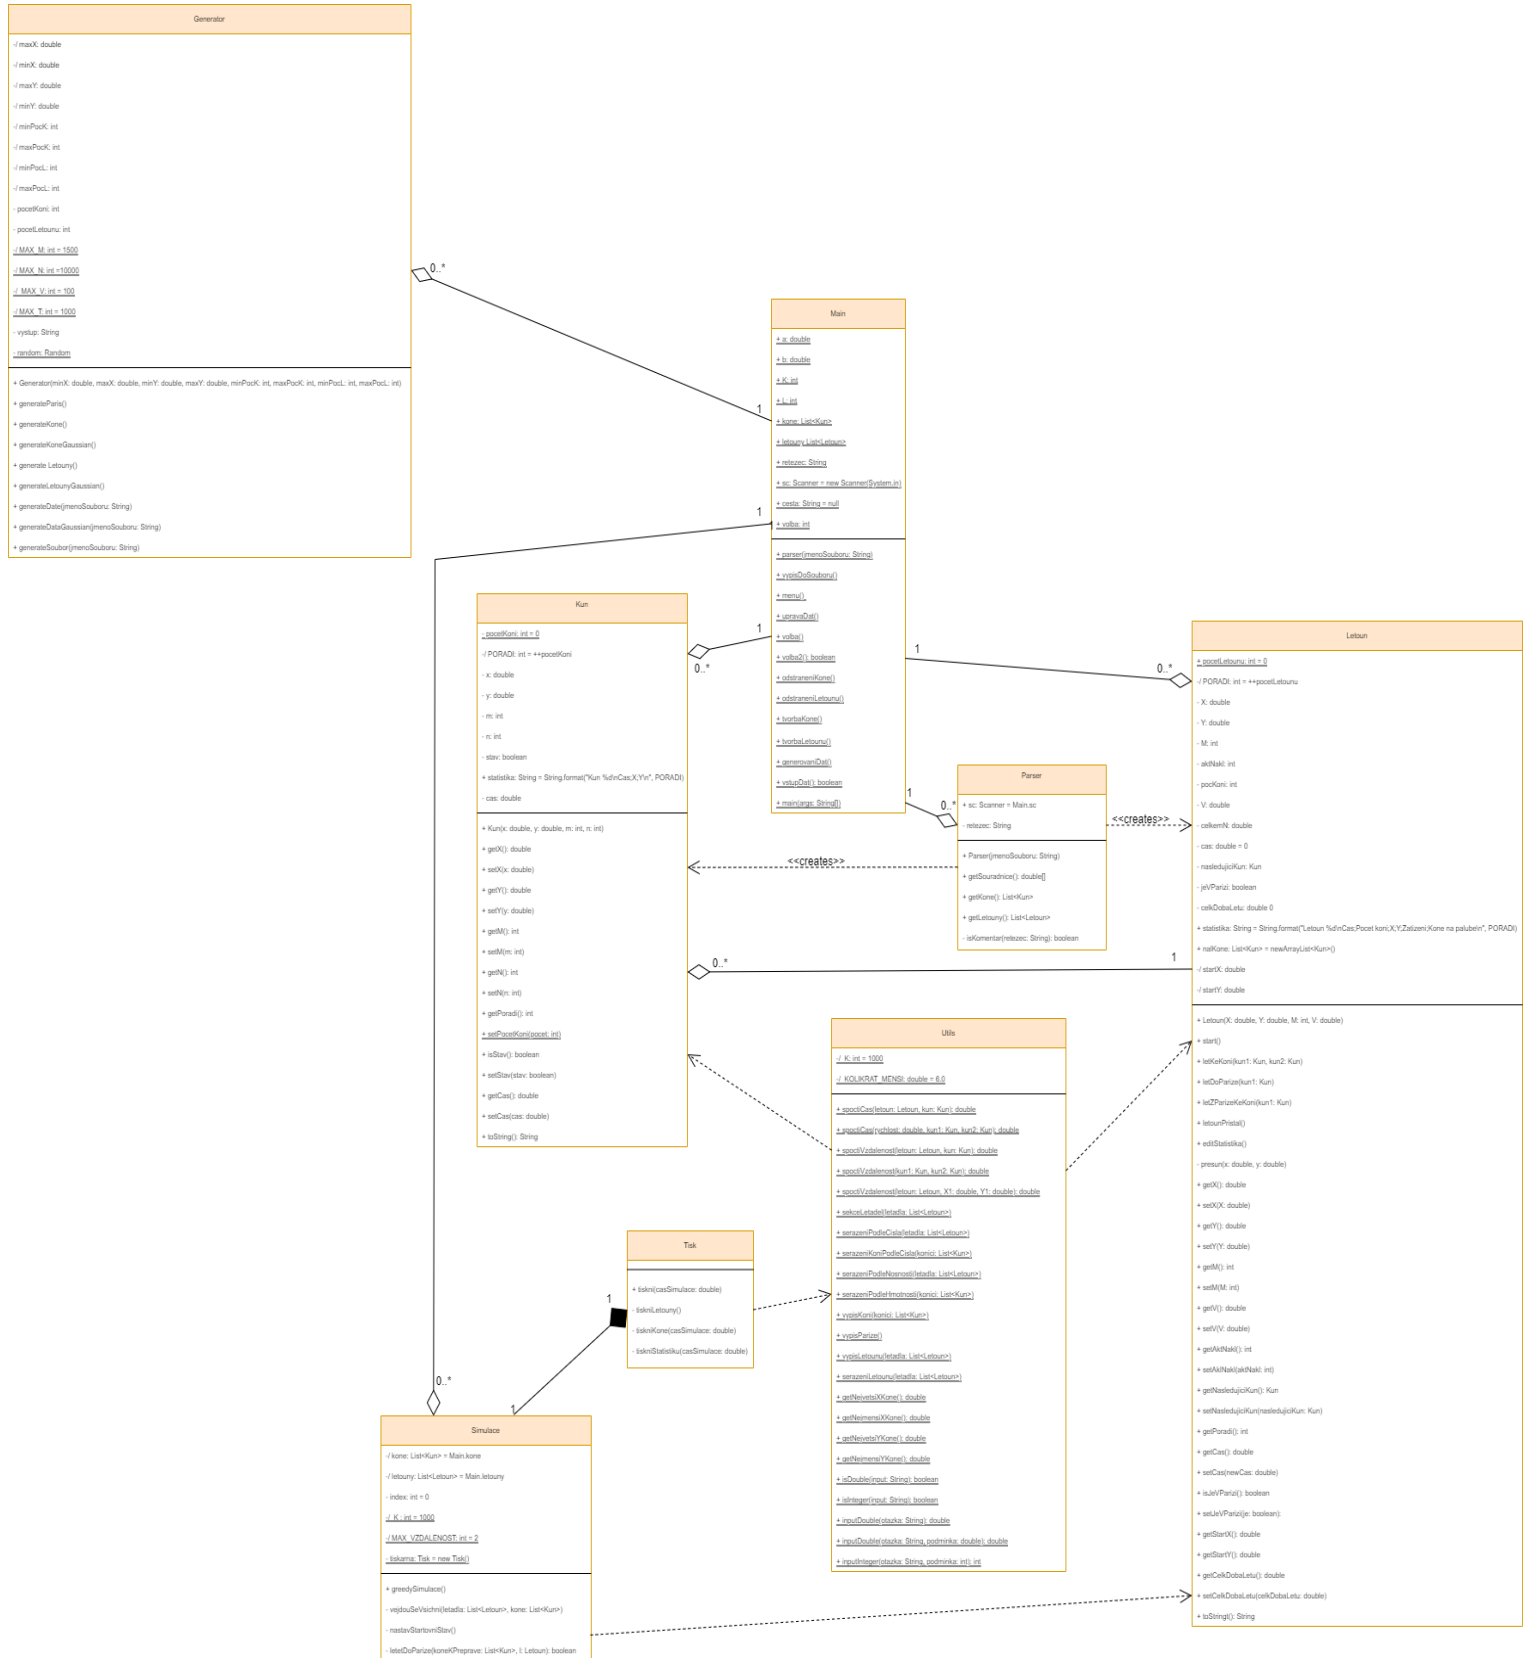 Generator
-/ maxX: double
-/ minX: double
-/ maxY: double
-/ minY: double
-/ minPocK: int
-/ maxPocK: int
-/ minPocL: int
-/ maxPocL: int
- pocetKoni: int
- pocetLetounu: int
-/ MAX_M: int = 1500
-/ MAX_N: int =10000
-/ MAX_V: int = 100
-/ MAX_T: int = 1000
- vystup: String
- random: Random
+ Generator(minX: double, maxX: double, minY: double, maxY: double, minPocK: int, maxPocK: int, minPocL: int, maxPocL: int)
+ generateParis()
+ generateKone()
+ generateKoneGaussian()
+ generate Letouny()
+ generateLetounyGaussian()
+ generateDate(jmenoSouboru: String)
+ generateDataGaussian(jmenoSouboru: String)
+ generateSoubor(jmenoSouboru: String)
0..*
1
Main
+ a: double
+ b: double
+ K: int
+ L: int
+ kone: List<Kun>
+ letouny List<Letoun>
+ retezec: String
+ sc: Scanner = new Scanner(System.in)
+ cesta: String = null
+ volba: int
+ parser(jmenoSouboru: String)
+ vypisDoSouboru()
+ menu()
+ upravaDat()
+ volba()
+ volba2(): boolean
+ odstraneniKone()
+ odstraneniLetounu()
+ tvorbaKone()
+ tvorbaLetounu()
+ generovaniDat()
+ vstupDat(): boolean
+ main(args: String[])
1
1
0..*
1
0..*
1
0..*
Kun
- pocetKoni: int = 0
-/ PORADI: int = ++pocetKoni
- x: double
- y: double
- m: int
- n: int
- stav: boolean
+ statistika: String = String.format("Kun %d\nCas;X;Y\n", PORADI)
- cas: double
+ Kun(x: double, y: double, m: int, n: int)
+ getX(): double
+ setX(x: double)
+ getY(): double
+ setY(y: double)
+ getM(): int
+ setM(m: int)
+ getN(): int
+ setN(n: int)
+ getPoradi(): int
+ setPocetKoni(pocet: int)
+ isStav(): boolean
+ setStav(stav: boolean)
+ getCas(): double
+ setCas(cas: double)
+ toString(): String
Parser
+ sc: Scanner = Main.sc
- retezec: String
+ Parser(jmenoSouboru: String)
+ getSouradnice(): double[]
+ getKone(): List<Kun>
+ getLetouny(): List<Letoun>
- isKomentar(retezec: String): boolean
<<creates>>
<<creates>>
0..*
1
Letoun
+ pocetLetounu: int = 0
-/ PORADI: int = ++pocetLetounu
- X: double
- Y: double
- M: int
- aktNakl: int
- pocKoni: int
- V: double
- celkemN: double
- cas: double = 0
- nasledujiciKun: Kun
- jeVParizi: boolean
- celkDobaLetu: double 0
+ statistika: String = String.format("Letoun %d\nCas;Pocet koni;X;Y;Zatizeni;Kone na palube\n", PORADI)
+ nalKone: List<Kun> = newArrayList<Kun>()
-/ startX: double
-/ startY: double
+ Letoun(X: double, Y: double, M: int, V: double)
+ start()
+ letKeKoni(kun1: Kun, kun2: Kun)
+ letDoParize(kun1: Kun)
+ letZParizeKeKoni(kun1: Kun)
+ letounPristal()
+ editStatistika()
- presun(x: double, y: double)
+ getX(): double
+ setX(X: double)
+ getY(): double
+ setY(Y: double)
+ getM(): int
+ setM(M: int)
+ getV(): double
+ setV(V: double)
+ getAktNakl(): int
+ setAktNakl(aktNakl: int)
+ getNasledujiciKun(): Kun
+ setNasledujiciKun(nasledujiciKun: Kun)
+ getPoradi(): int
+ getCas(): double
+ setCas(newCas: double)
+ isJeVParizi(): boolean
+ setJeVParizi(je: boolean):
+ getStartX(): double
+ getStartY(): double
+ getCelkDobaLetu(): double
+ setCelkDobaLetu(celkDobaLetu: double)
+ toStringt(): String
Utils
-/ K: int = 1000
-/ KOLIKRAT_MENSI: double = 6.0
+ spoctiCas(letoun: Letoun, kun: Kun): double
+ spoctiCas(rychlost: double, kun1: Kun, kun2: Kun): double
+ spoctiVzdalenost(letoun: Letoun, kun: Kun): double
+ spoctiVzdalenost(kun1: Kun, kun2: Kun): double
+ spoctiVzdalenost(letoun: Letoun, X1: double, Y1: double): double
+ sekceLetadel(letadla: List<Letoun>)
+ serazeniPodleCisla(letadla: List<Letoun>)
+ serazeniKoniPodleCisla(konici: List<Kun>)
+ serazeniPodleNosnosti(letadla: List<Letoun>)
+ serazeniPodleHmotnosti(konici: List<Kun>)
+ vypisKoni(konici: List<Kun>)
+ vypisParize()
+ vypisLetounu(letadla: List<Letoun>)
+ serazeniLetounu(letadla: List<Letoun>)
+ getNejvetsiXKone(): double
+ getNejmensiXKone(): double
+ getNejvetsiYKone(): double
+ getNejmensiYKone(): double
+ isDouble(input: String): boolean
+ isInteger(input: String): boolean
+ inputDouble(otazka: String): double
+ inputDouble(otazka: String, podminka: double): double
+ inputInteger(otazka: String, podminka: int): int
Tisk
+ tiskni(casSimulace: double)
- tiskniLetouny()
- tiskniKone(casSimulace: double)
- tiskniStatistiku(casSimulace: double)
1
1
0..*
Simulace
-/ kone: List<Kun> = Main.kone
-/ letouny: List<Letoun> = Main.letouny
- index: int = 0
-/ K : int = 1000
-/ MAX_VZDALENOST: int = 2
- tiskarna: Tisk = new Tisk()
+ greedySimulace()
- vejdouSeVsichni(letadla: List<Letoun>, kone: List<Kun>)
- nastavStartovniStav()
- letetDoParize(koneKPreprave: List<Kun>, l: Letoun): boolean